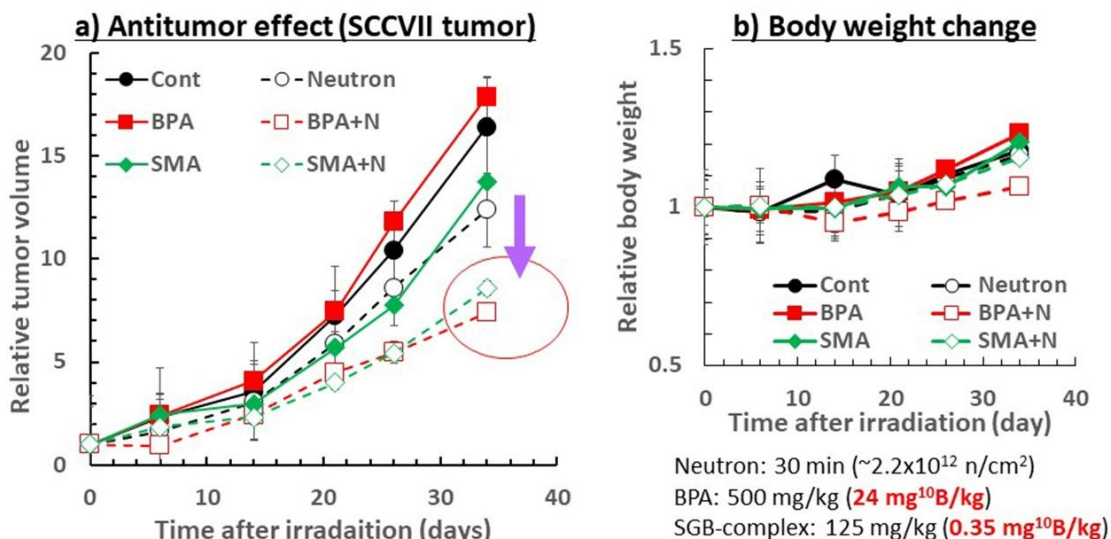 a) Antitumor effect (SCCVII tumor)
20
15
10
5
0
Relative tumor volume
Cont
Neutron
BPA
BPA+N
SMA
SMA+N
0 10 20 30 40
Time after irradaition (days)
b) Body weight change
1.5
1
0.5
Relative body weight
Cont
Neutron
BPA
BPA+N
SMA
SMA+N
0 10 20 30 40
Time after irradiation (day)
Neutron: 30 min (~2.2x10¹² n/cm²)
BPA: 500 mg/kg (24 mg¹⁰B/kg)
SGB-complex: 125 mg/kg (0.35 mg¹⁰B/kg)